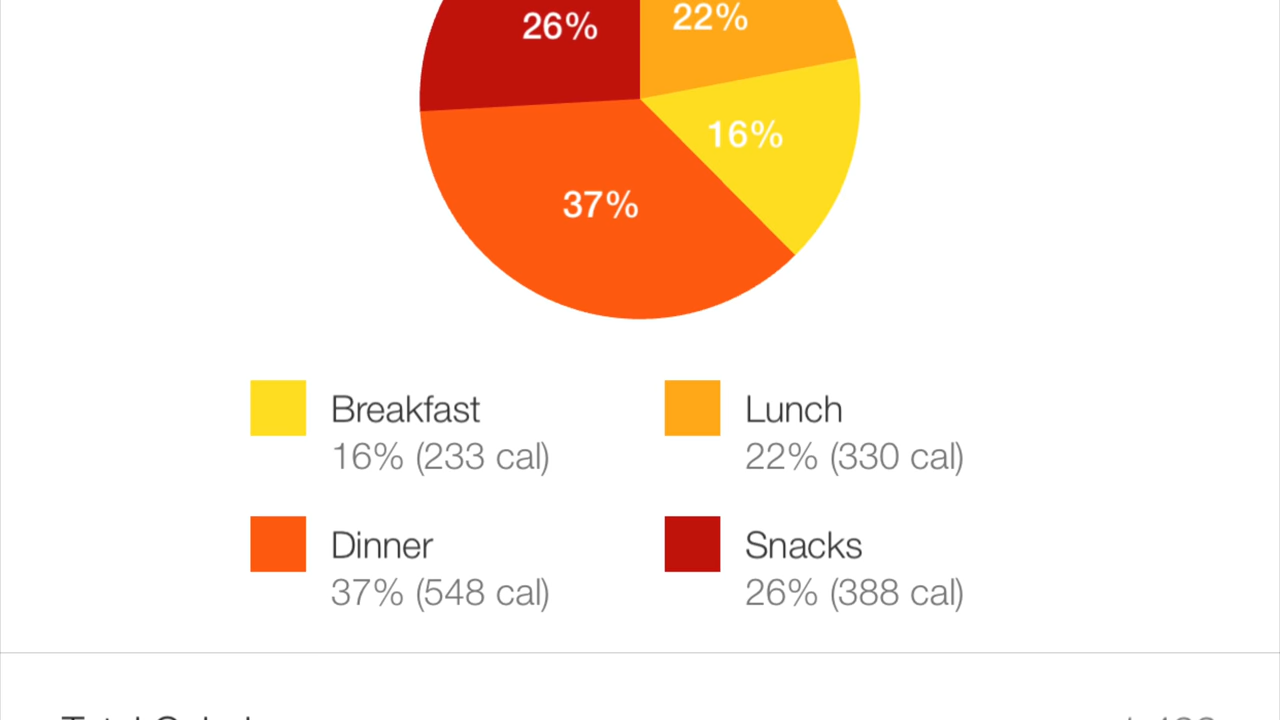 26%
22%
16%
37%
Breakfast
16% (233 cal)
Lunch
22% (330 cal)
Dinner
37% (548 cal)
Snacks
26% (388 cal)